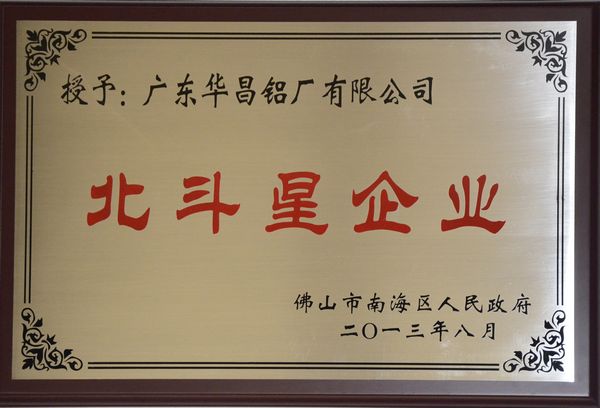 授予：广东华昌铝厂有限公司
北斗星企业
佛山市南海区人民政府
二〇一三年八月